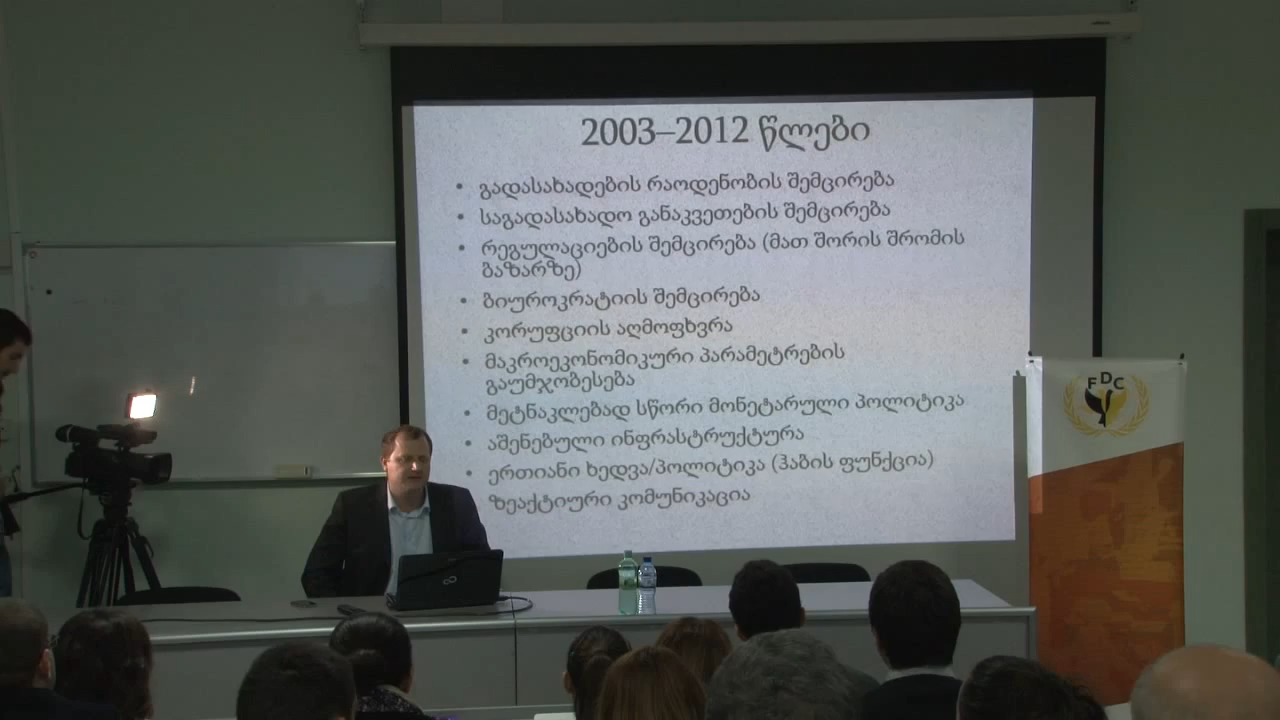 2003–2012 წლები
• გადასახადების რაოდენობის შემცირება
• საგადასახადო განაკვეთების შემცირება
• რეგულაციების შემცირება (მათ შორის შრომის
ბაზარზე)
• ბიუროკრატიის შემცირება
• კორუფციის აღმოფხვრა
• მაკროეკონომიკური პარამეტრების
გაუმჯობესება
• მეტნაკლებად სწორი მონეტარული პოლიტიკა
• აშენებული ინფრასტრუქტურა
• ერთიანი ხედვა/პოლიტიკა (ჰაბის ფუნქცია)
ზეაქტიური კომუნიკაცია
FDC